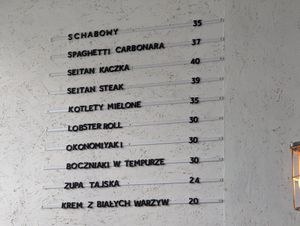 SCHABOWY 35
SPAGHETTI CARBONARA 37
SEITAN KACZKA 40
SEITAN STEAK 39
KOTLETY MIELONE 35
LOBSTER ROLL 30
OKONOMIYAKI 30
BOCZNIAKI W TEMPURZE 30
ZUPA TAJSKA 24
KREM Z BIAŁYCH WARZYW 20